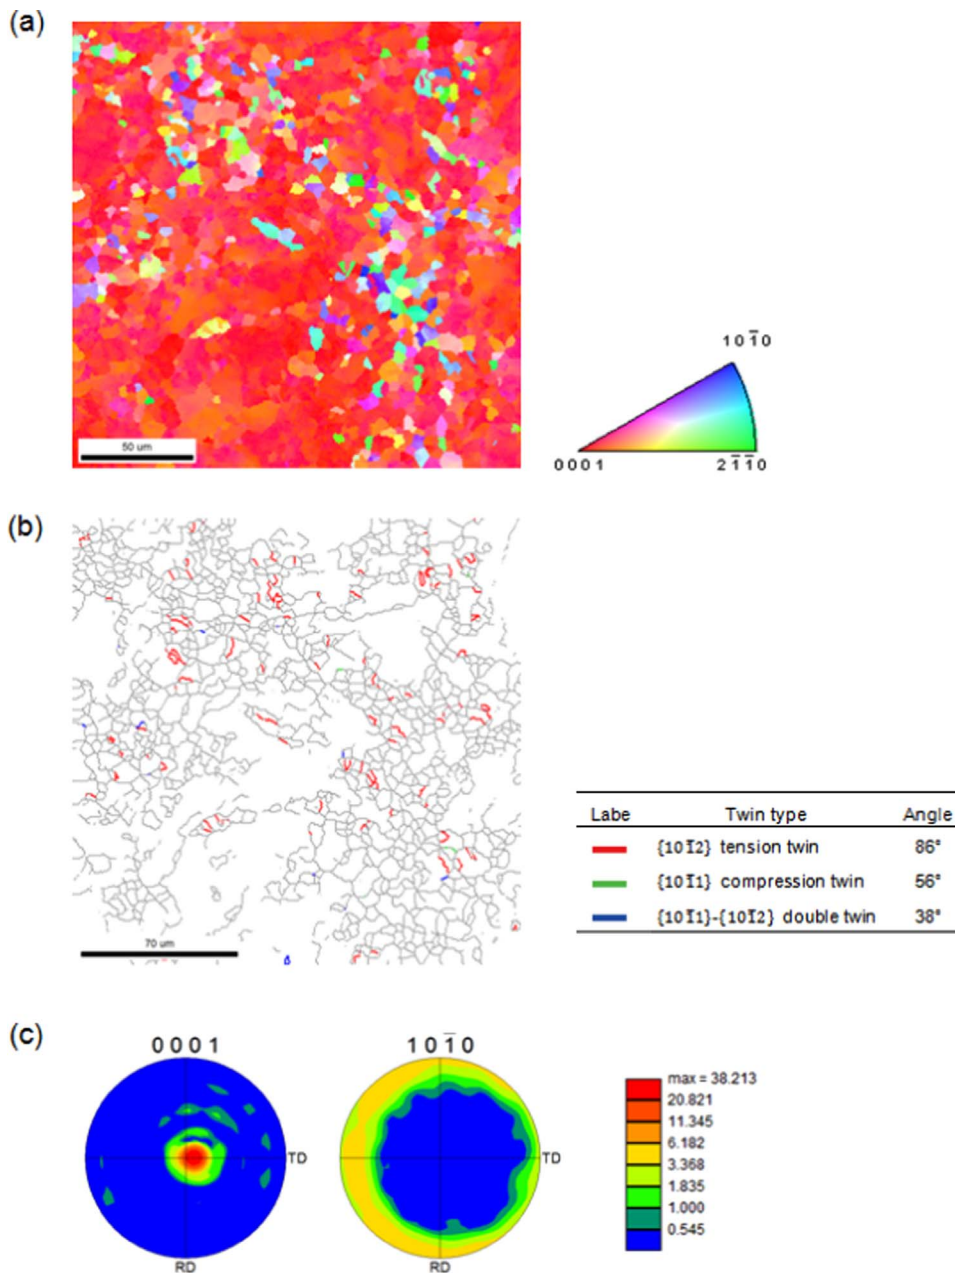 (a)
50 um
1 0 1̅ 0
0 0 0 1
2 1̅ 1̅ 0
(b)
70 um
Labe Twin type Angle
{101̅2} tension twin 86°
{101̅1} compression twin 56°
{101̅1}-{101̅2} double twin 38°
(c)
0 0 0 1
TD
RD
1 0 1̅ 0
TD
RD
max = 38.213
20.821
11.345
6.182
3.368
1.835
1.000
0.545